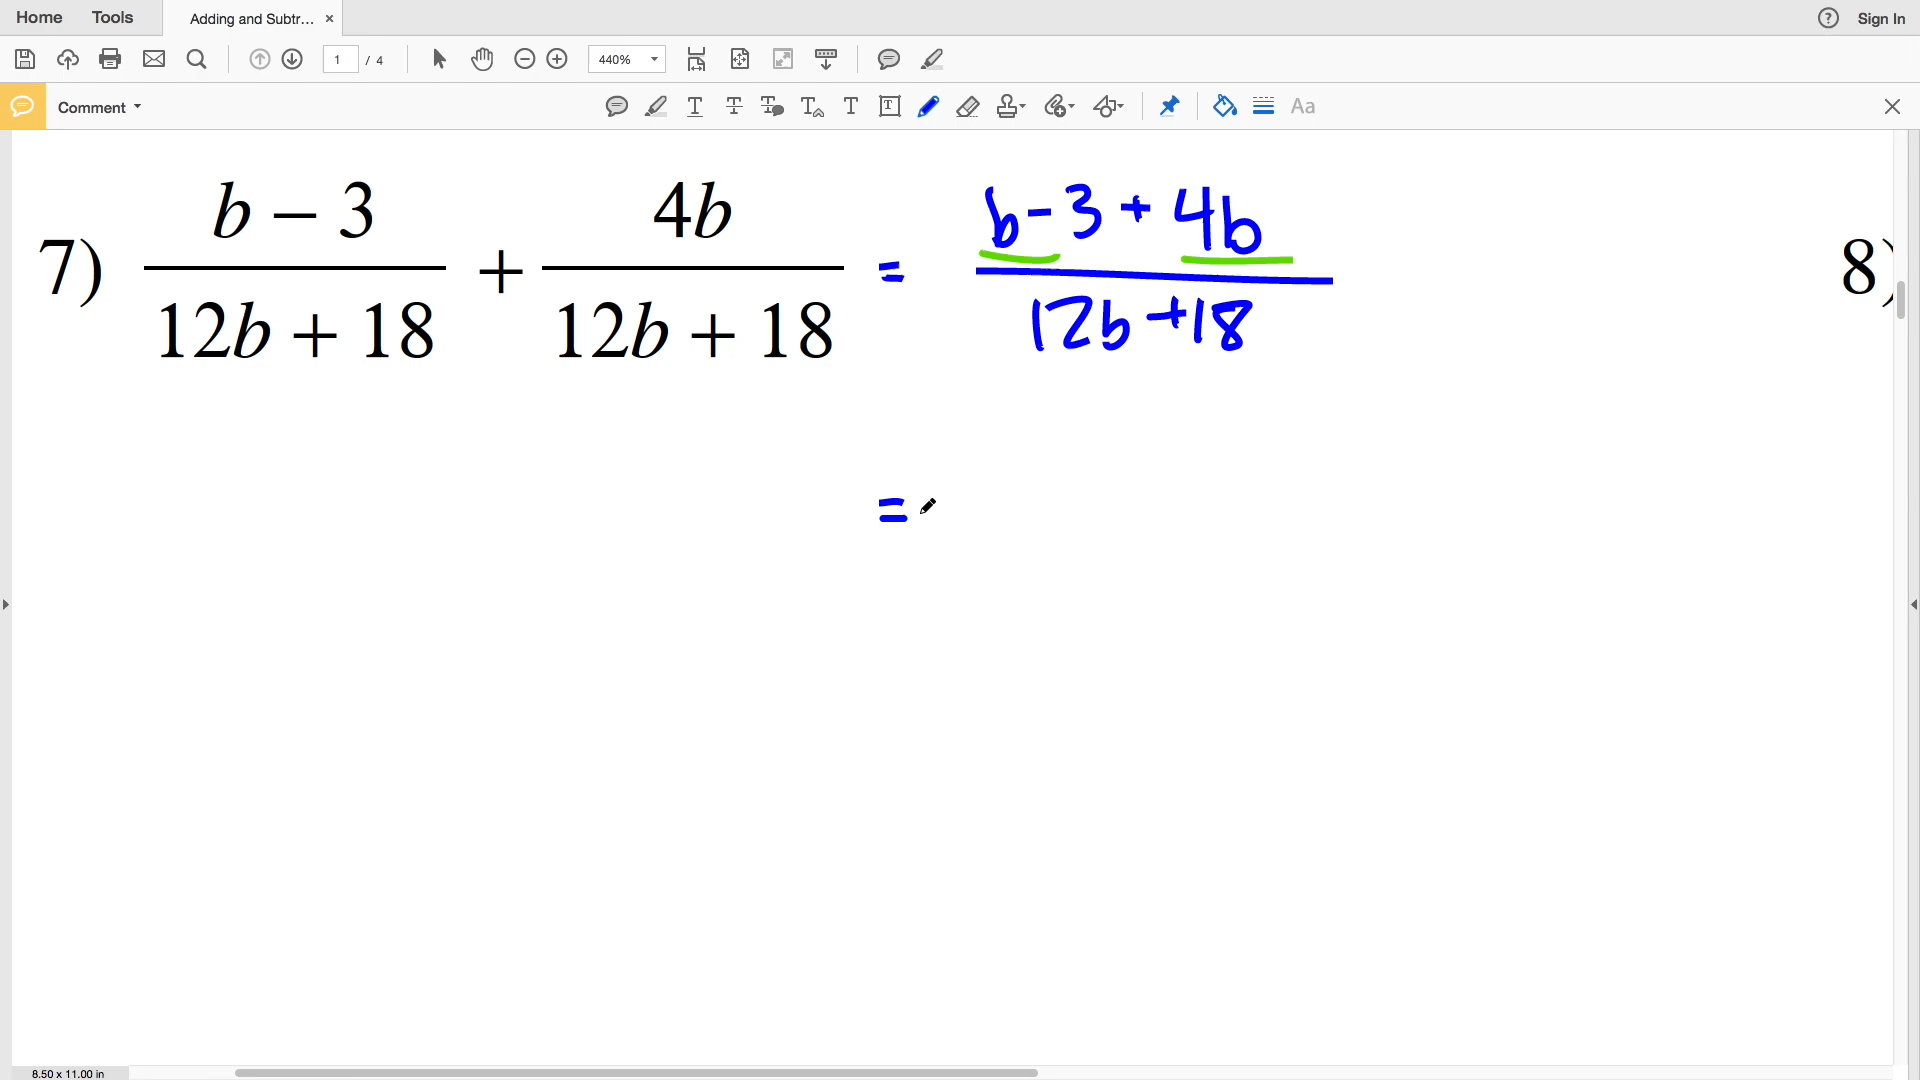 Home Tools Adding and Subtr... × ? Sign In
1 / 4 440%
Comment T T T T T T Aa
7) b − 3 / 12b + 18 + 4b / 12b + 18 = b - 3 + 4b / 12b + 18 8)
=
8.50 x 11.00 in